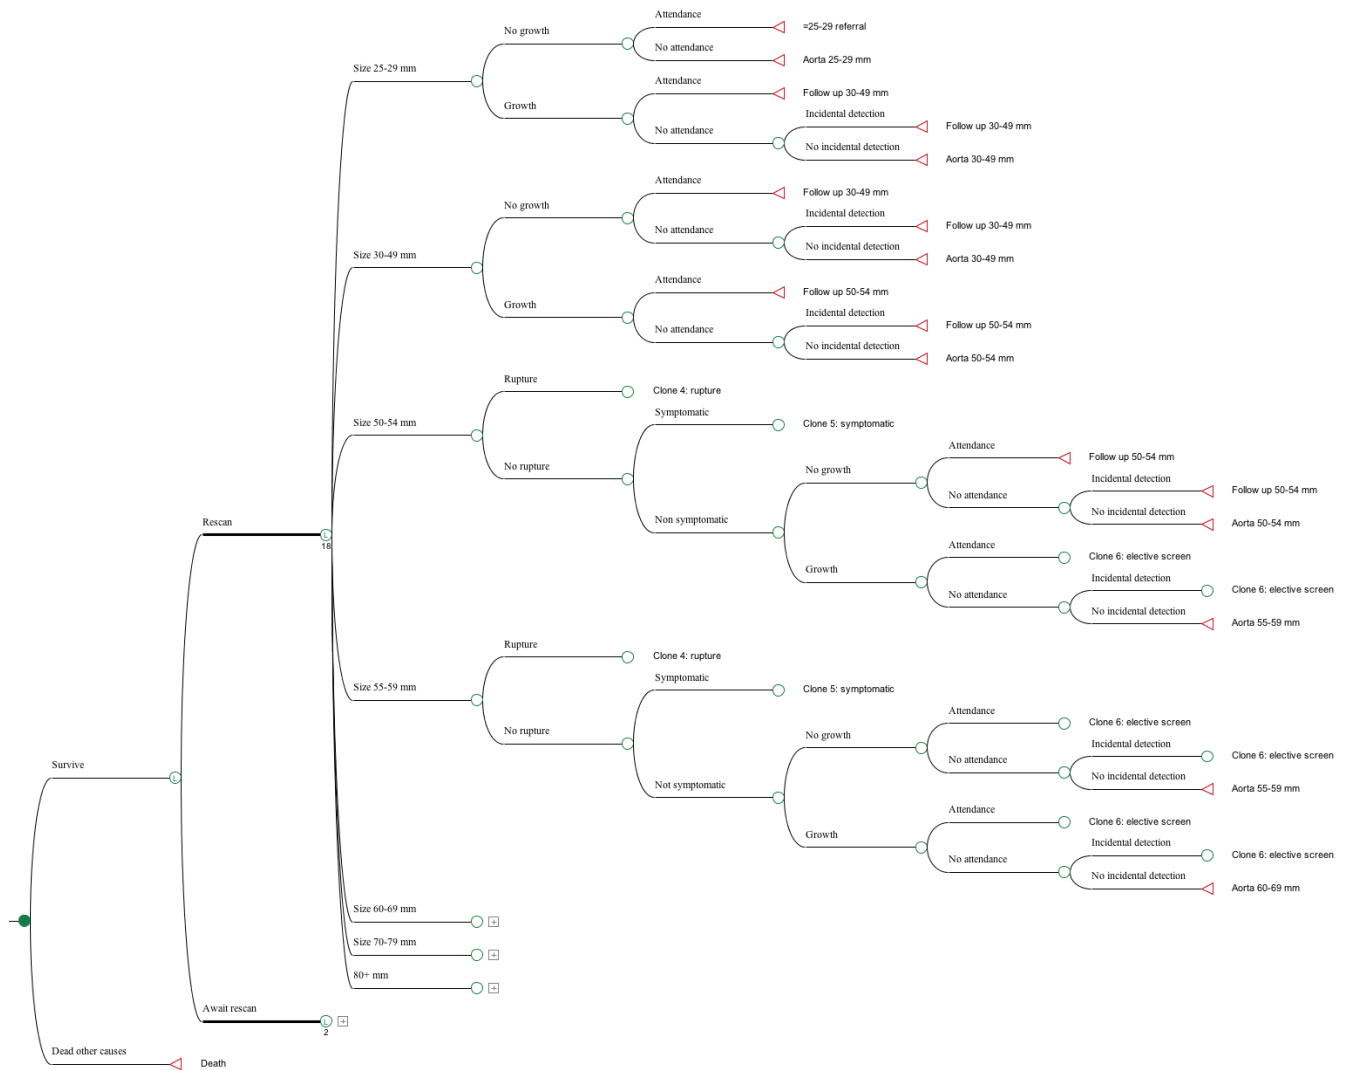 Attendance
=25-29 referral
No growth
No attendance
Aorta 25-29 mm
Size 25-29 mm
Attendance
Follow up 30-49 mm
Growth
Incidental detection
Follow up 30-49 mm
No attendance
No incidental detection
Aorta 30-49 mm
Attendance
Follow up 30-49 mm
No growth
Incidental detection
Follow up 30-49 mm
No attendance
No incidental detection
Aorta 30-49 mm
Size 30-49 mm
Attendance
Follow up 50-54 mm
Growth
Incidental detection
Follow up 50-54 mm
No attendance
No incidental detection
Aorta 50-54 mm
Rupture
Clone 4: rupture
Symptomatic
Clone 5: symptomatic
Size 50-54 mm
Attendance
Follow up 50-54 mm
No rupture
No growth
Incidental detection
Follow up 50-54 mm
No attendance
No incidental detection
Aorta 50-54 mm
Non symptomatic
Rescan
18
Attendance
Clone 6: elective screen
Growth
Incidental detection
Clone 6: elective screen
No attendance
No incidental detection
Aorta 55-59 mm
Rupture
Clone 4: rupture
Symptomatic
Clone 5: symptomatic
Size 55-59 mm
Attendance
Clone 6: elective screen
No rupture
No growth
Incidental detection
Clone 6: elective screen
No attendance
No incidental detection
Aorta 55-59 mm
Survive
L
Not symptomatic
Attendance
Clone 6: elective screen
Growth
Incidental detection
Clone 6: elective screen
No attendance
No incidental detection
Aorta 60-69 mm
Size 60-69 mm
Size 70-79 mm
80+ mm
Await rescan
L
2
Dead other causes
Death